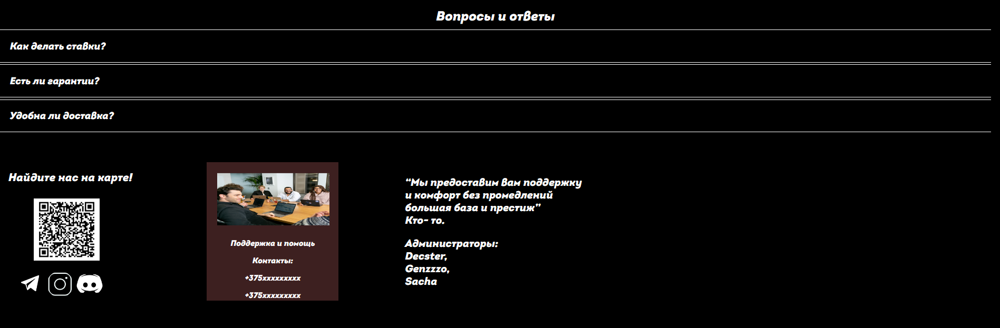 Вопросы и ответы
Как делать ставки?
Есть ли гарантии?
Удобна ли доставка?
Найдите нас на карте!
Поддержка и помощь
Контакты:
+375xxxxxxxxx
+375xxxxxxxxx
“Мы предоставим вам поддержку
и комфорт без промедлений
большая база и престиж”
Кто- то.
Администраторы:
Decster,
Genzzzo,
Sacha